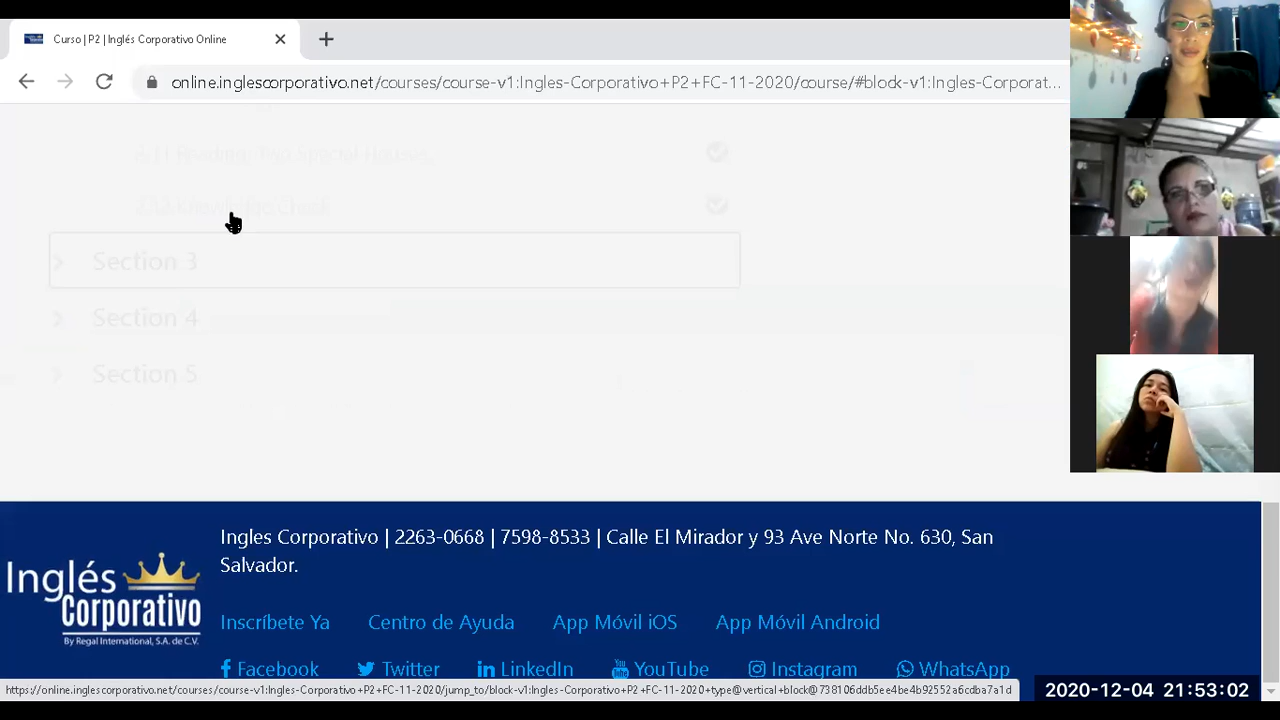 Curso | P2 | Inglés Corporativo Online
online.inglescorporativo.net/courses/course-v1:Ingles-Corporativo+P2+FC-11-2020/course/#block-v1:Ingles-Corporat...
Section 3
Section 4
Section 5
Ingles Corporativo | 2263-0668 | 7598-8533 | Calle El Mirador y 93 Ave Norte No. 630, San
Salvador.
Inglés
Corporativo
By Regal International, S.A. de C.V.
Inscríbete Ya Centro de Ayuda App Móvil iOS App Móvil Android
Facebook Twitter LinkedIn YouTube Instagram WhatsApp
https://online.inglescorporativo.net/courses/course-v1:Ingles-Corporativo+P2+FC-11-2020/jump_to/block-v1:Ingles-Corporativo+P2+FC-11-2020+type@vertical+block@738106ddb5ee4be4b92552a6cdba7a1d
2020-12-04 21:53:02